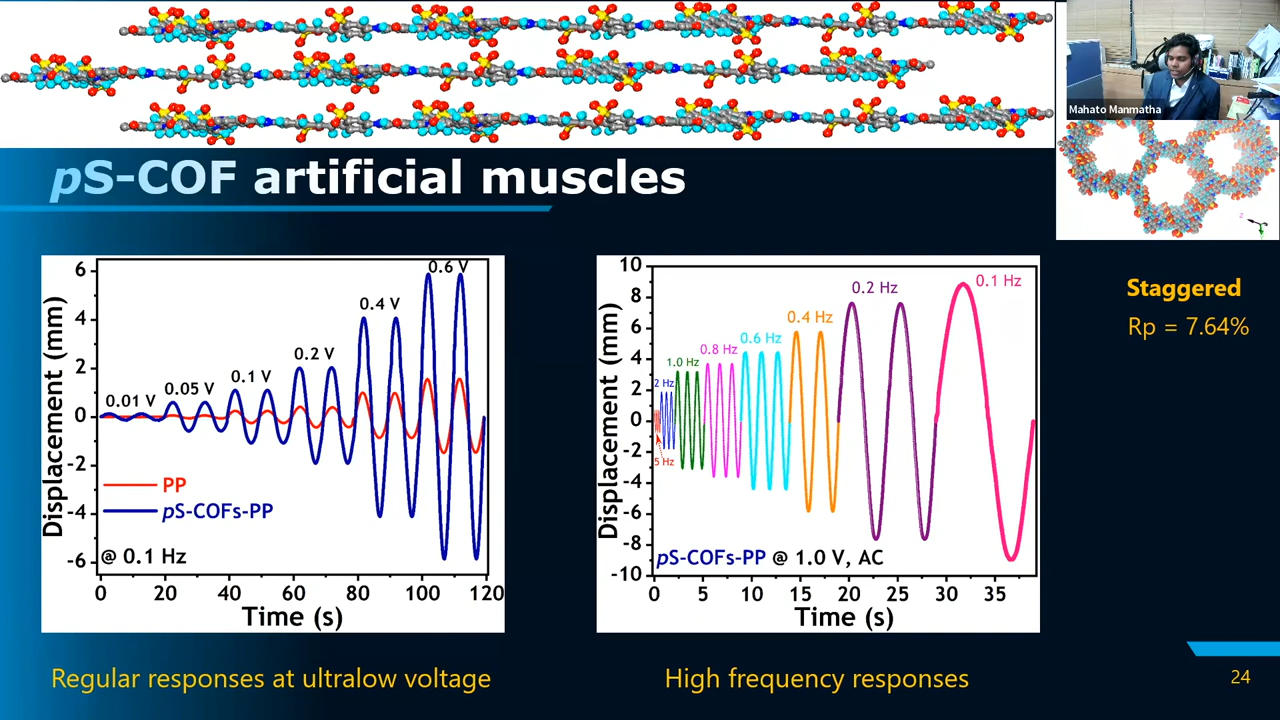 Mahato Manmatha
pS-COF artificial muscles
Staggered
Rp = 7.64%
Displacement (mm)
6
4
2
0
-2
-4
-6
0.01 V
0.05 V
0.1 V
0.2 V
0.4 V
0.6 V
PP
pS-COFs-PP
@ 0.1 Hz
0 20 40 60 80 100 120
Time (s)
Displacement (mm)
10
8
6
4
2
0
-2
-4
-6
-8
-10
5 Hz
2 Hz
1.0 Hz
0.8 Hz
0.6 Hz
0.4 Hz
0.2 Hz
0.1 Hz
pS-COFs-PP @ 1.0 V, AC
0 5 10 15 20 25 30 35
Time (s)
Regular responses at ultralow voltage
High frequency responses
24